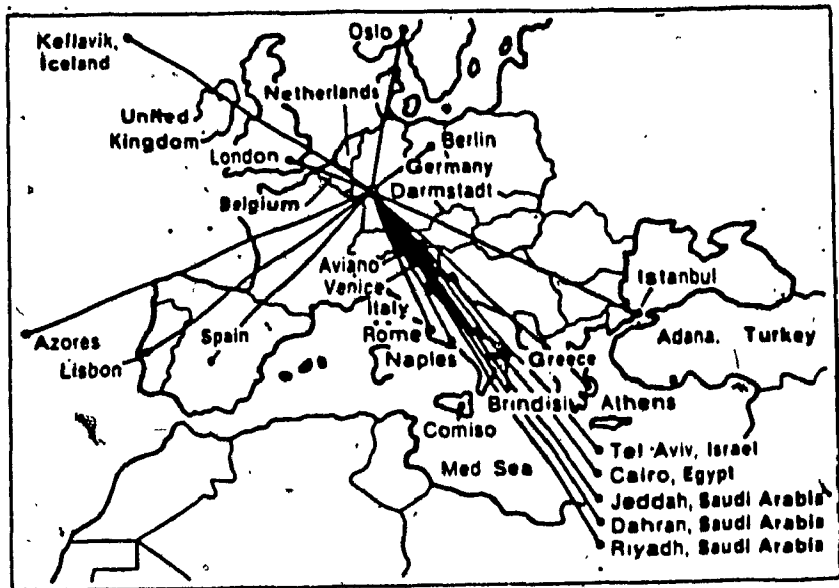 Keflavik,
Iceland
Oslo
Netherlands
United
Kingdom
London
Berlin
Germany
Darmstadt
Belgium
Aviano
Venice
Italy
Rome
Naples
Istanbul
Azores
Lisbon
Spain
Adana, Turkey
Greece
Brindisi
Athens
Comiso
Med Sea
Tel Aviv, Israel
Cairo, Egypt
Jeddah, Saudi Arabia
Dahran, Saudi Arabia
Riyadh, Saudi Arabia